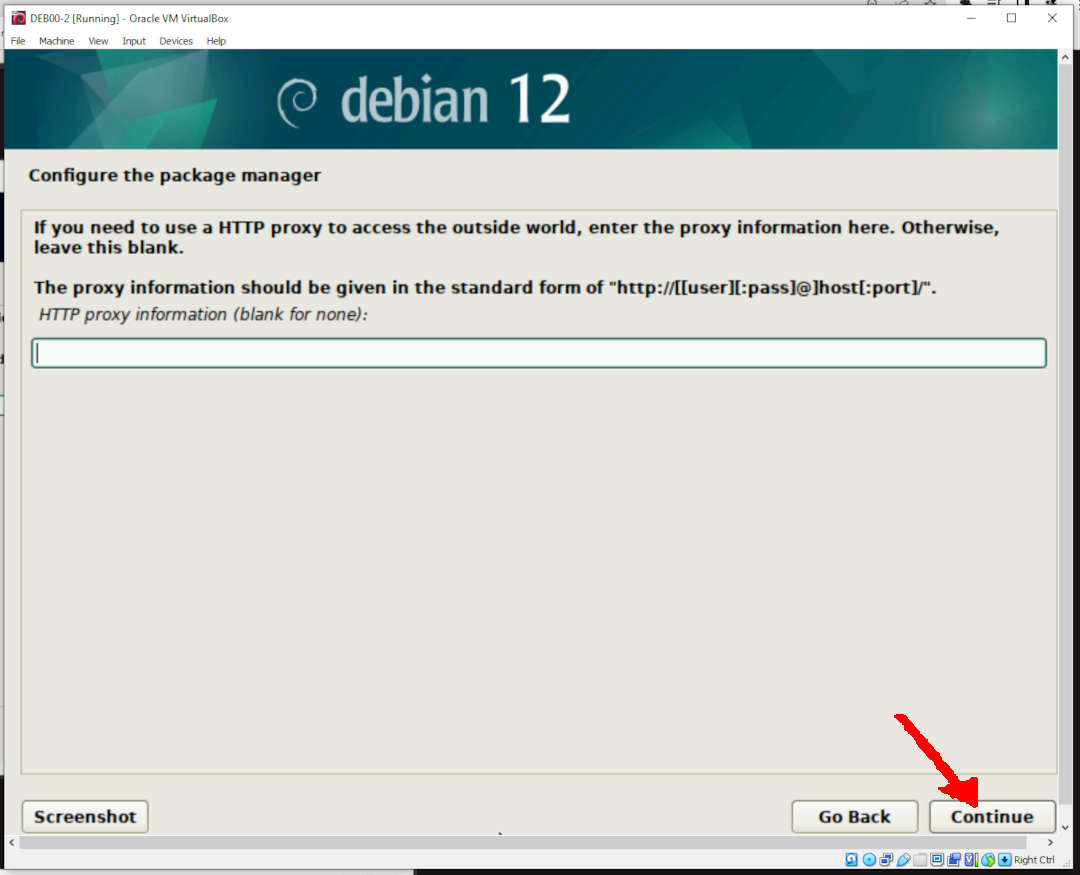 DEB00-2 [Running] - Oracle VM VirtualBox
File Machine View Input Devices Help
debian 12
Configure the package manager
If you need to use a HTTP proxy to access the outside world, enter the proxy information here. Otherwise,
leave this blank.
The proxy information should be given in the standard form of "http://[[user][:pass]@]host[:port]/".
HTTP proxy information (blank for none):
Screenshot
Go Back
Continue
Right Ctrl